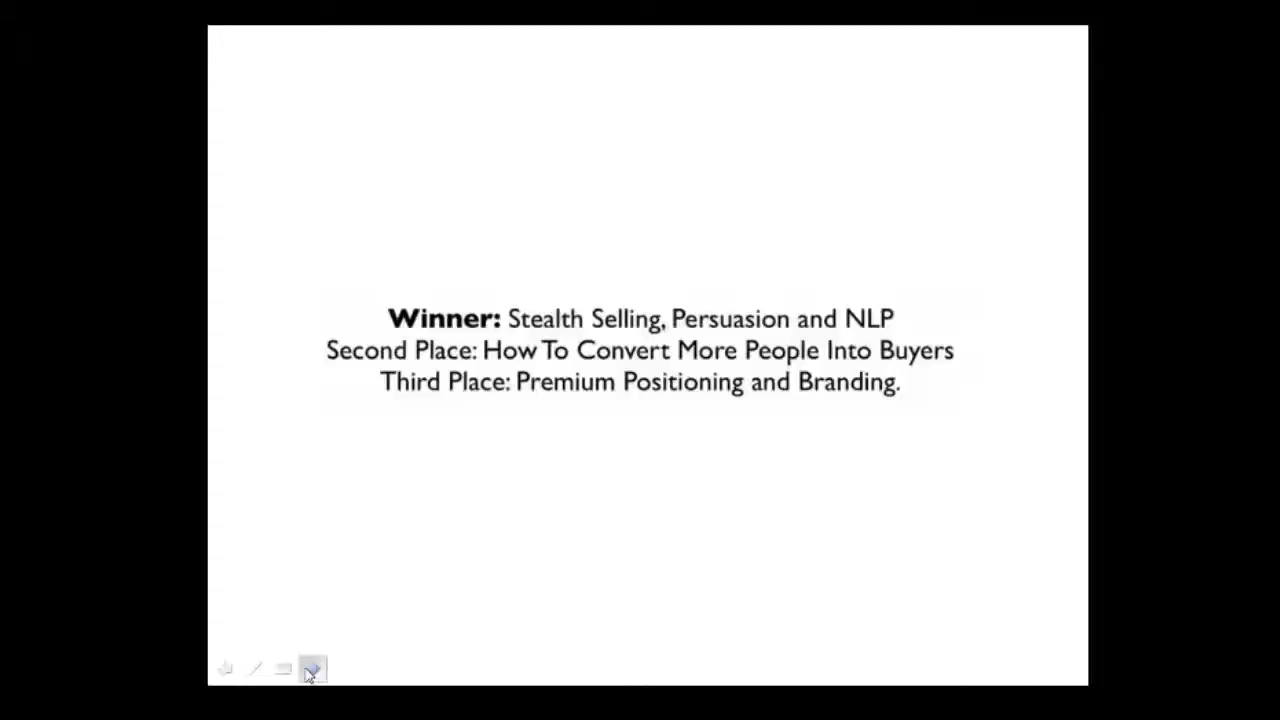 Winner: Stealth Selling, Persuasion and NLP
Second Place: How To Convert More People Into Buyers
Third Place: Premium Positioning and Branding.